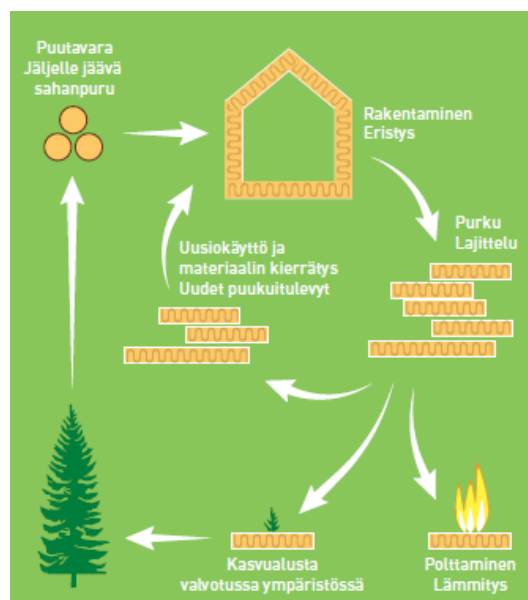 Puutavara
Jäljelle jäävä
sahanpuru
Rakentaminen
Eristys
Purku
Lajittelu
Uusiokäyttö ja
materiaalin kierrätys
Uudet puukuitulevyt
Kasvualusta
valvotussa ympäristössä
Polttaminen
Lämmitys